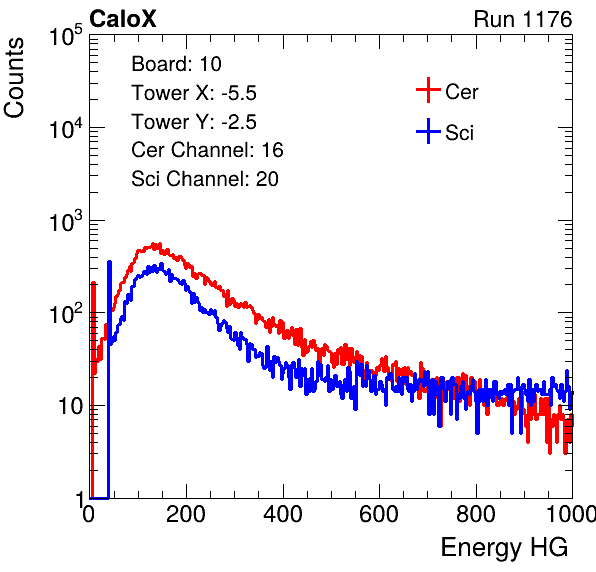 CaloX Run 1176
Counts
Board: 10
Tower X: -5.5
Tower Y: -2.5
Cer Channel: 16
Sci Channel: 20
Cer
Sci
10^5
10^4
10^3
10^2
10
1
0 200 400 600 800 1000
Energy HG